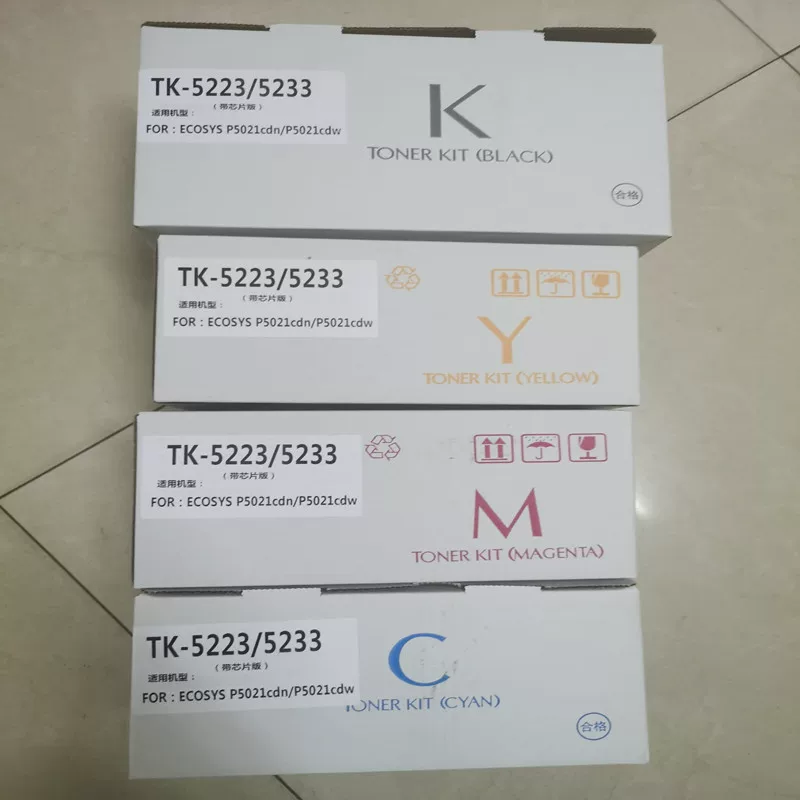 TK-5223/5233
（带芯片版）
适用机型：
FOR：ECOSYS P5021cdn/P5021cdw
K
TONER KIT (BLACK)
合格
TK-5223/5233
（带芯片版）
适用机型：
FOR：ECOSYS P5021cdn/P5021cdw
Y
TONER KIT (YELLOW)
TK-5223/5233
（带芯片版）
适用机型：
FOR：ECOSYS P5021cdn/P5021cdw
M
TONER KIT (MAGENTA)
TK-5223/5233
（带芯片版）
适用机型：
FOR：ECOSYS P5021cdn/P5021cdw
C
TONER KIT (CYAN)
合格